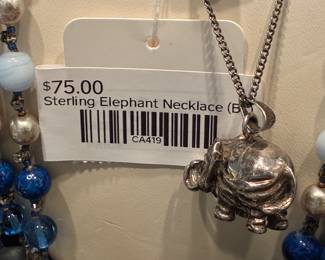 $75.00
Sterling Elephant Necklace (B
CA419